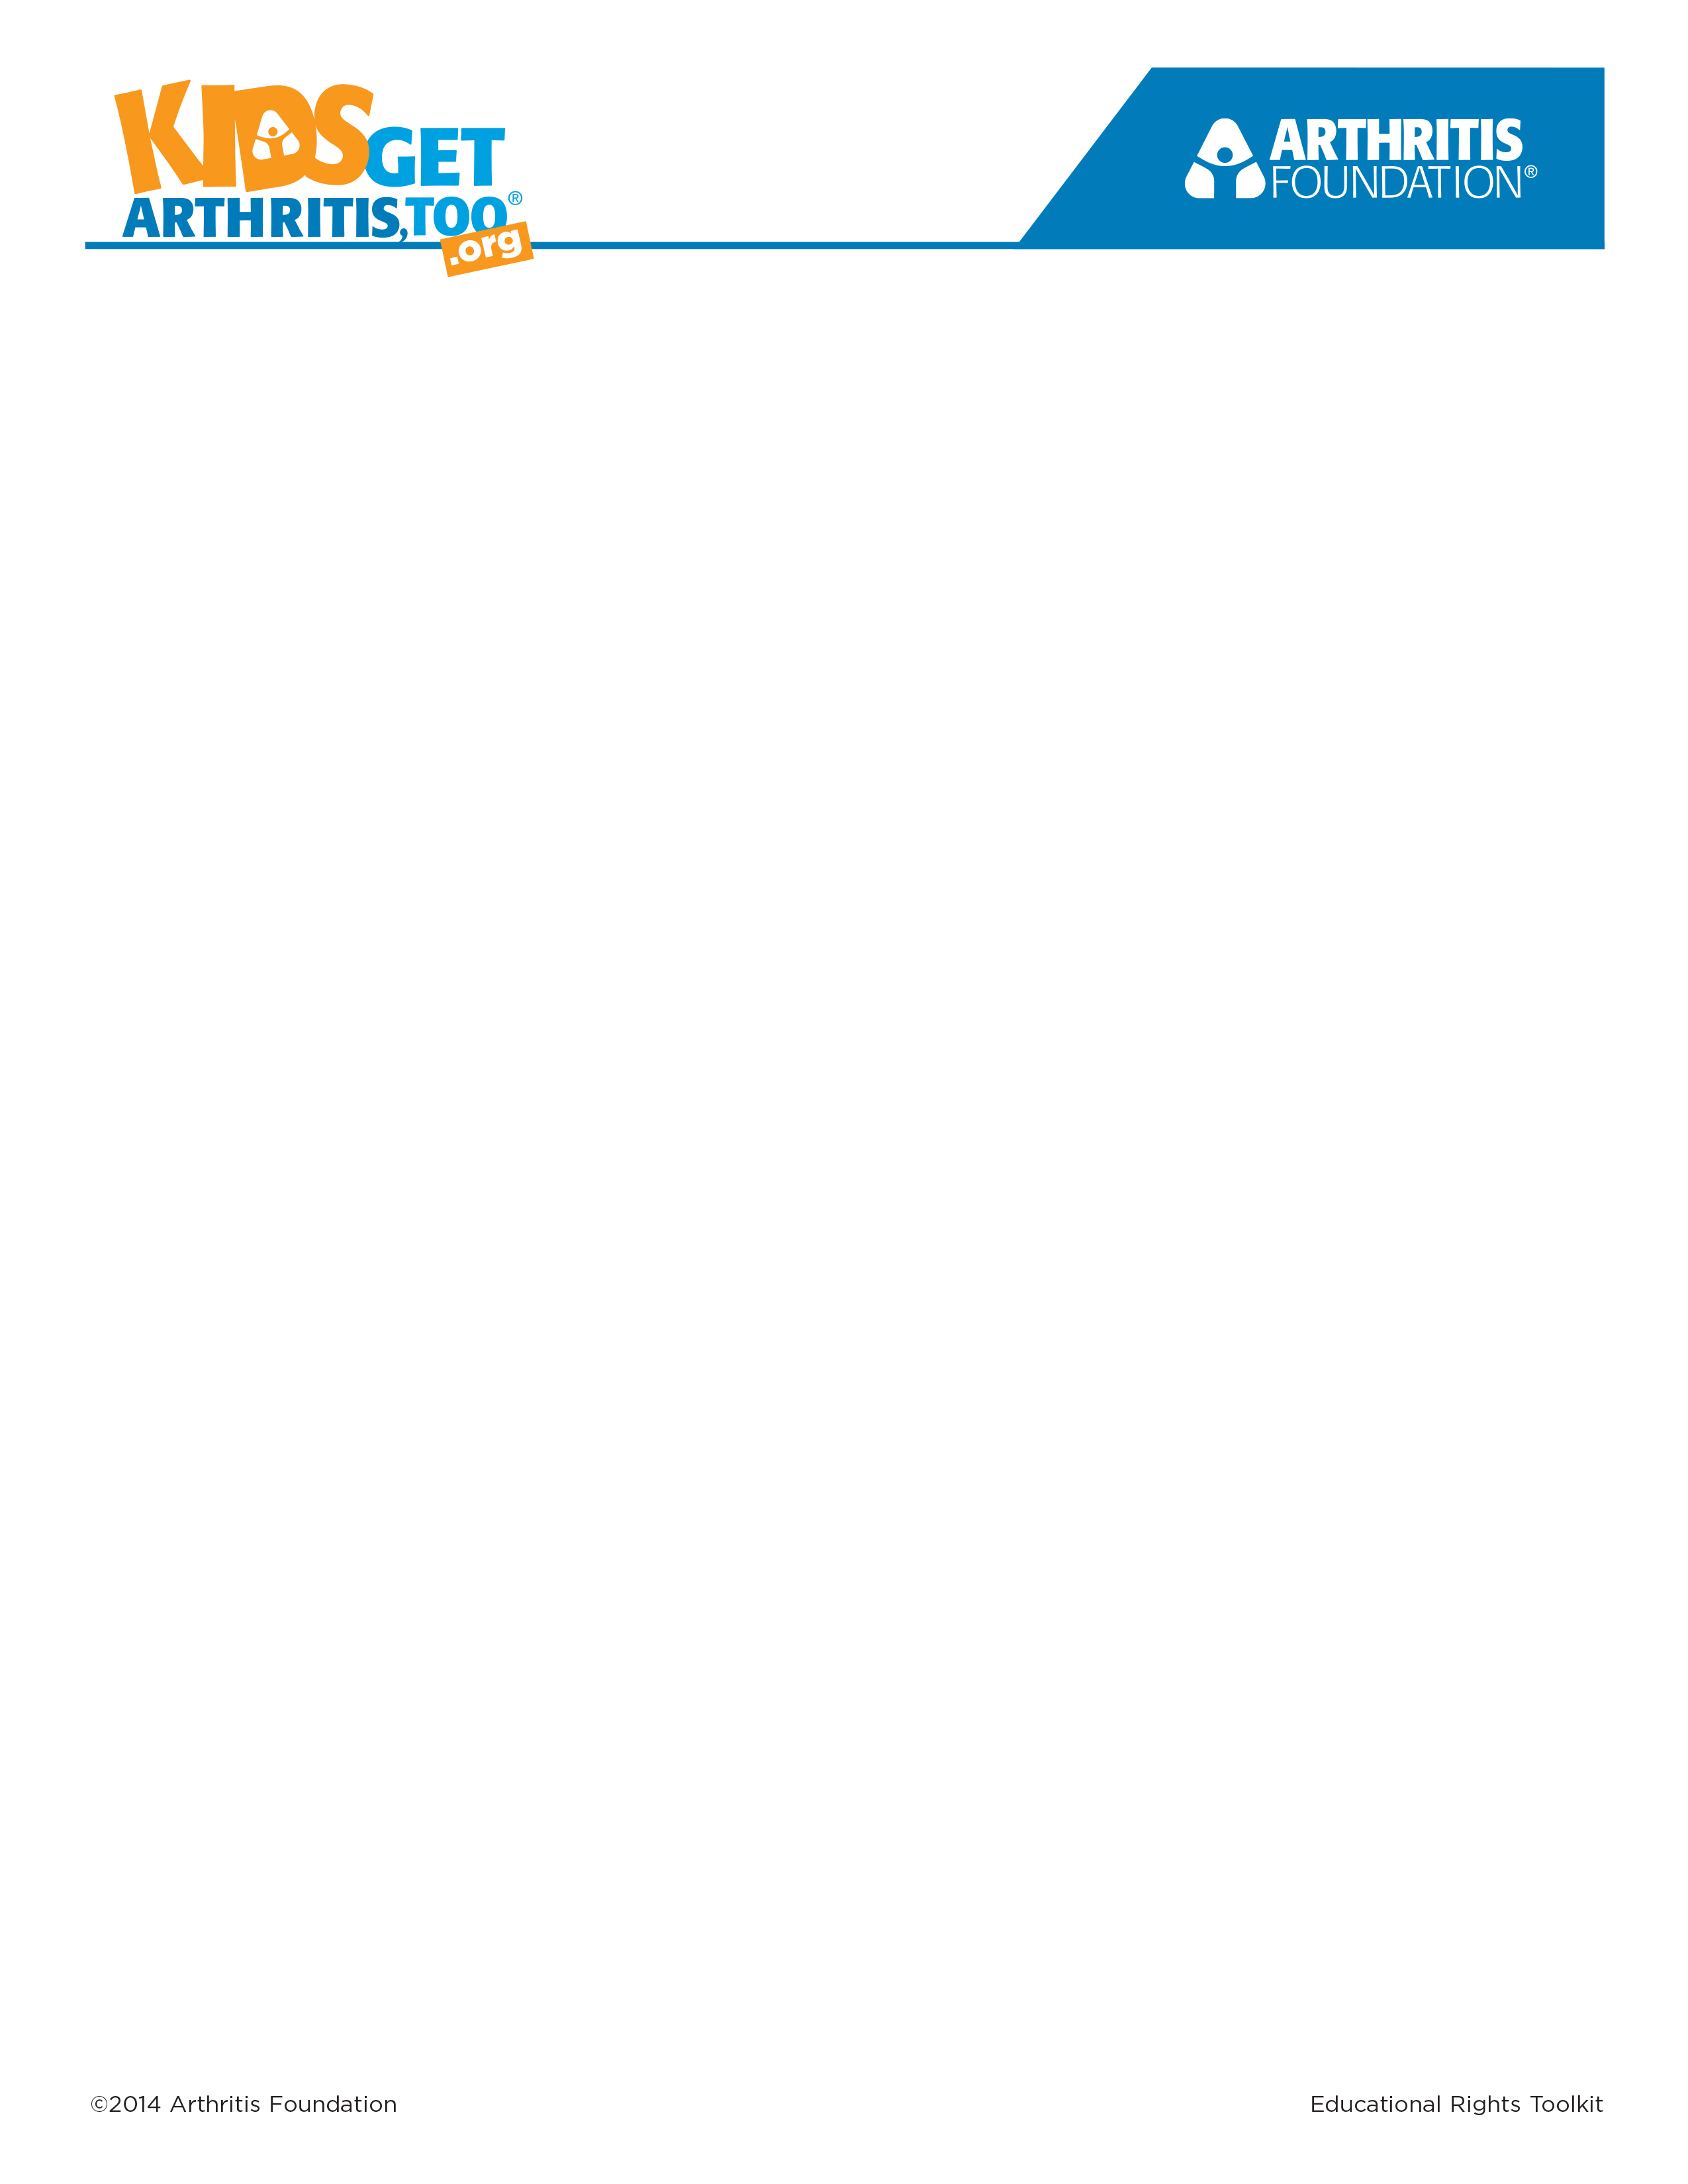 KIDS GET
ARTHRITIS, TOO®
.org
ARTHRITIS
FOUNDATION®
©2014 Arthritis Foundation
Educational Rights Toolkit